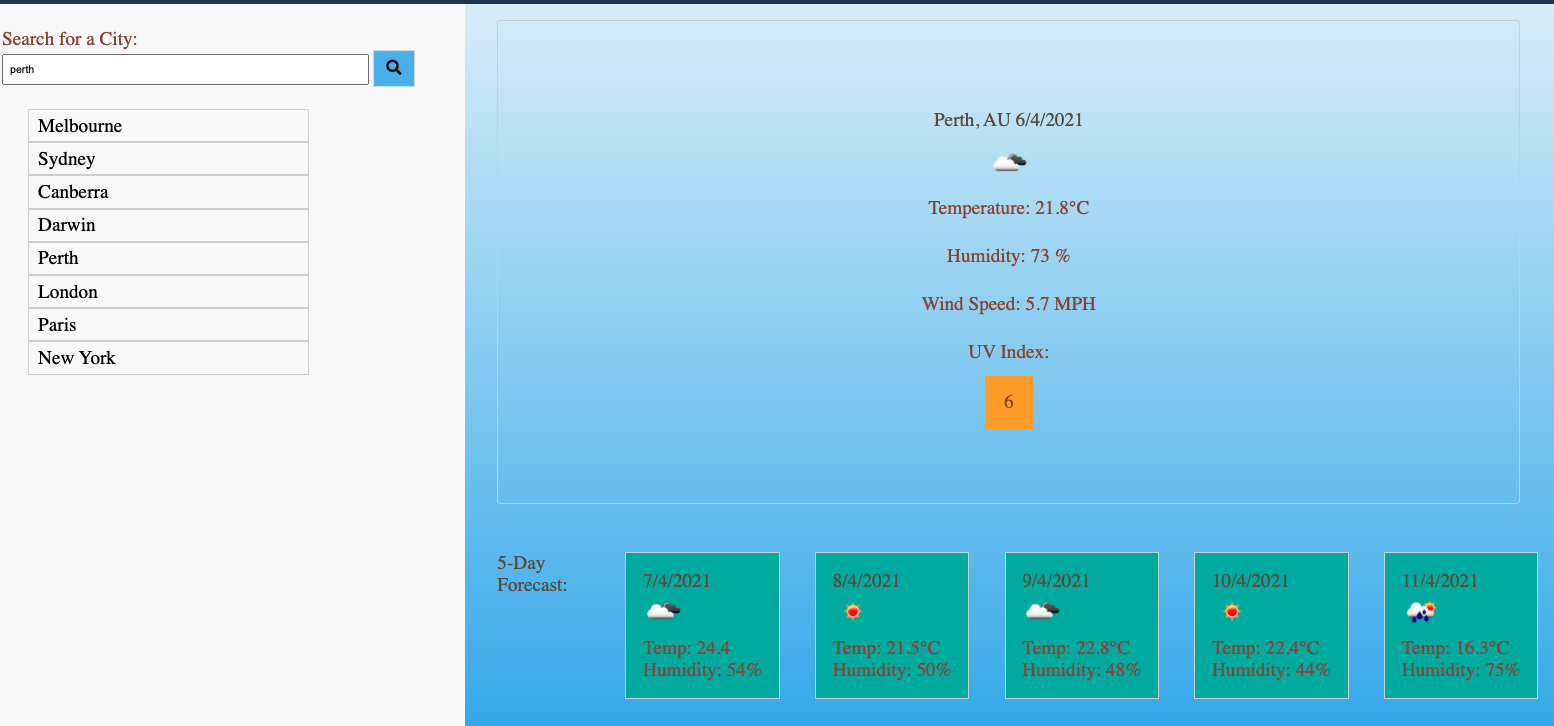 Search for a City:
perth
Melbourne
Sydney
Canberra
Darwin
Perth
London
Paris
New York
Perth, AU 6/4/2021
Temperature: 21.8°C
Humidity: 73 %
Wind Speed: 5.7 MPH
UV Index:
6
5-Day
Forecast:
7/4/2021
Temp: 24.4
Humidity: 54%
8/4/2021
Temp: 21.5°C
Humidity: 50%
9/4/2021
Temp: 22.8°C
Humidity: 48%
10/4/2021
Temp: 22.4°C
Humidity: 44%
11/4/2021
Temp: 16.3°C
Humidity: 75%